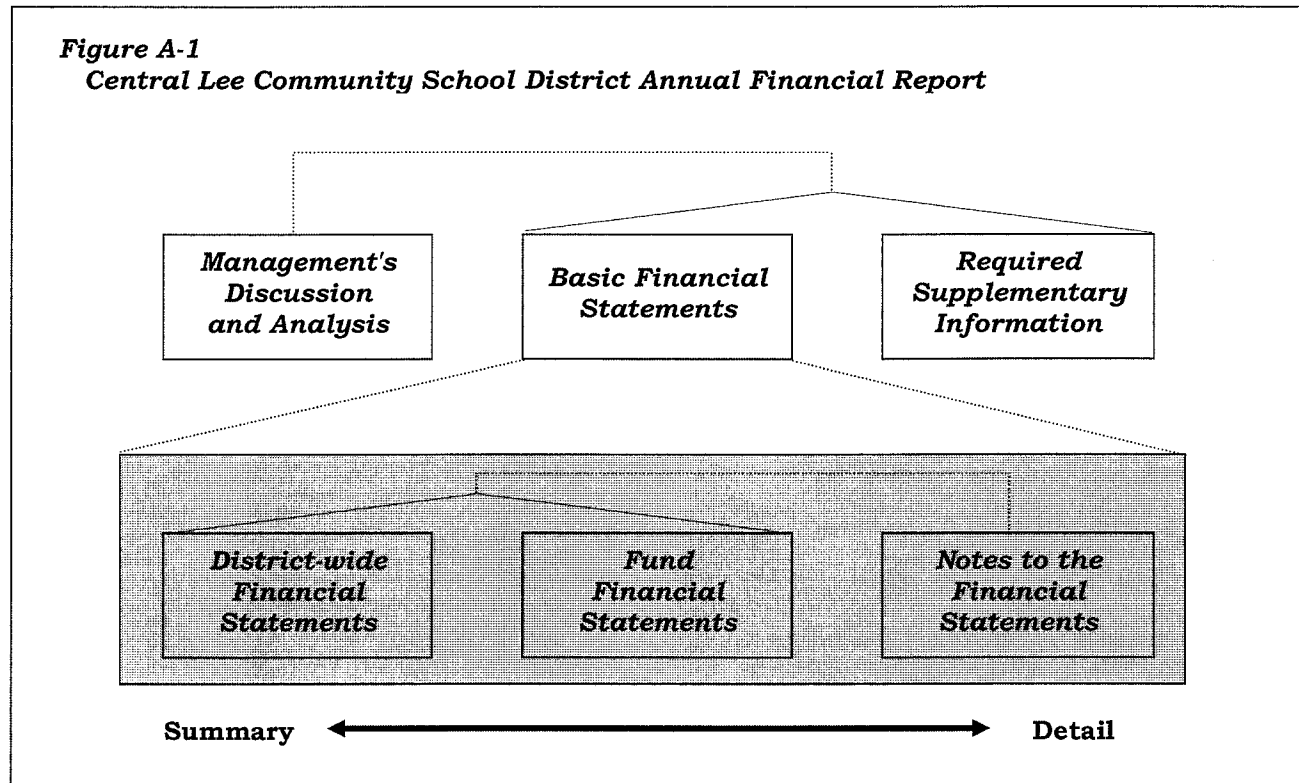 Figure A-1
Central Lee Community School District Annual Financial Report
Management's
Discussion
and Analysis
Basic Financial
Statements
Required
Supplementary
Information
District-wide
Financial
Statements
Fund
Financial
Statements
Notes to the
Financial
Statements
Summary
Detail